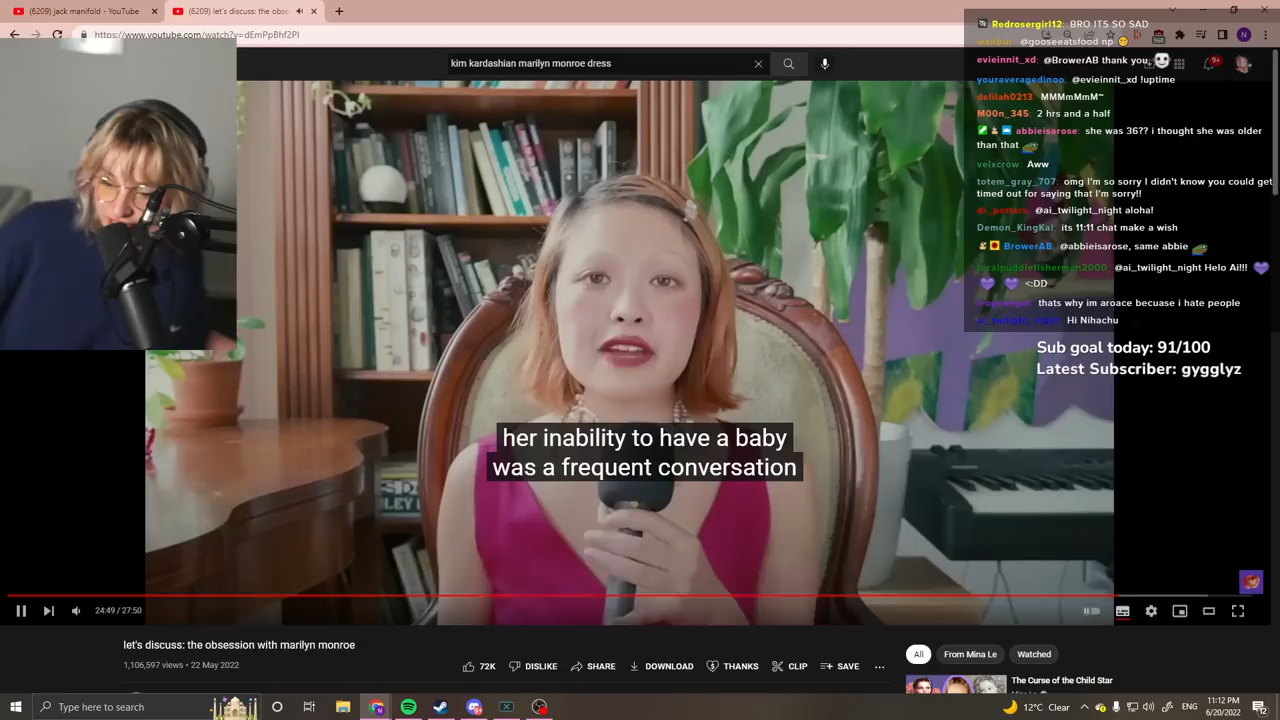 (6209) jack manifold - YouTube
(6209) let's discuss: the obsessi
https://www.youtube.com/watch?v=dEmPpBhf2PI
kim kardashian marilyn monroe dress
Redrosergirl12: BRO ITS SO SAD
@gooseeatsfood np
evieinnit_xd: @BrowerAB thank you
youraveragedinoo: @evieinnit_xd !uptime
delilah0213: MMMmMmM~
M00n_345: 2 hrs and a half
abbieisarose: she was 36?? i thought she was older
than that
velxcrow: Aww
totem_gray_707: omg I'm so sorry I didn't know you could get
timed out for saying that I'm sorry!!
@ai_twilight_night aloha!
Demon_KingKai: its 11:11 chat make a wish
BrowerAB: @abbieisarose, same abbie
localpuddlefisherman2000: @ai_twilight_night Helo Ai!!!
<:DD
thats why im aroace becuase i hate people
ai_twilight_night: Hi Nihachu
9+
Sub goal today: 91/100
Latest Subscriber: gygglyz
her inability to have a baby
was a frequent conversation
24:49 / 27:50
let's discuss: the obsession with marilyn monroe
1,106,597 views • 22 May 2022
72K
DISLIKE
SHARE
DOWNLOAD
THANKS
CLIP
SAVE
All
From Mina Le
Watched
The Curse of the Child Star
Type here to search
12°C Clear
11:12 PM
6/20/2022
12